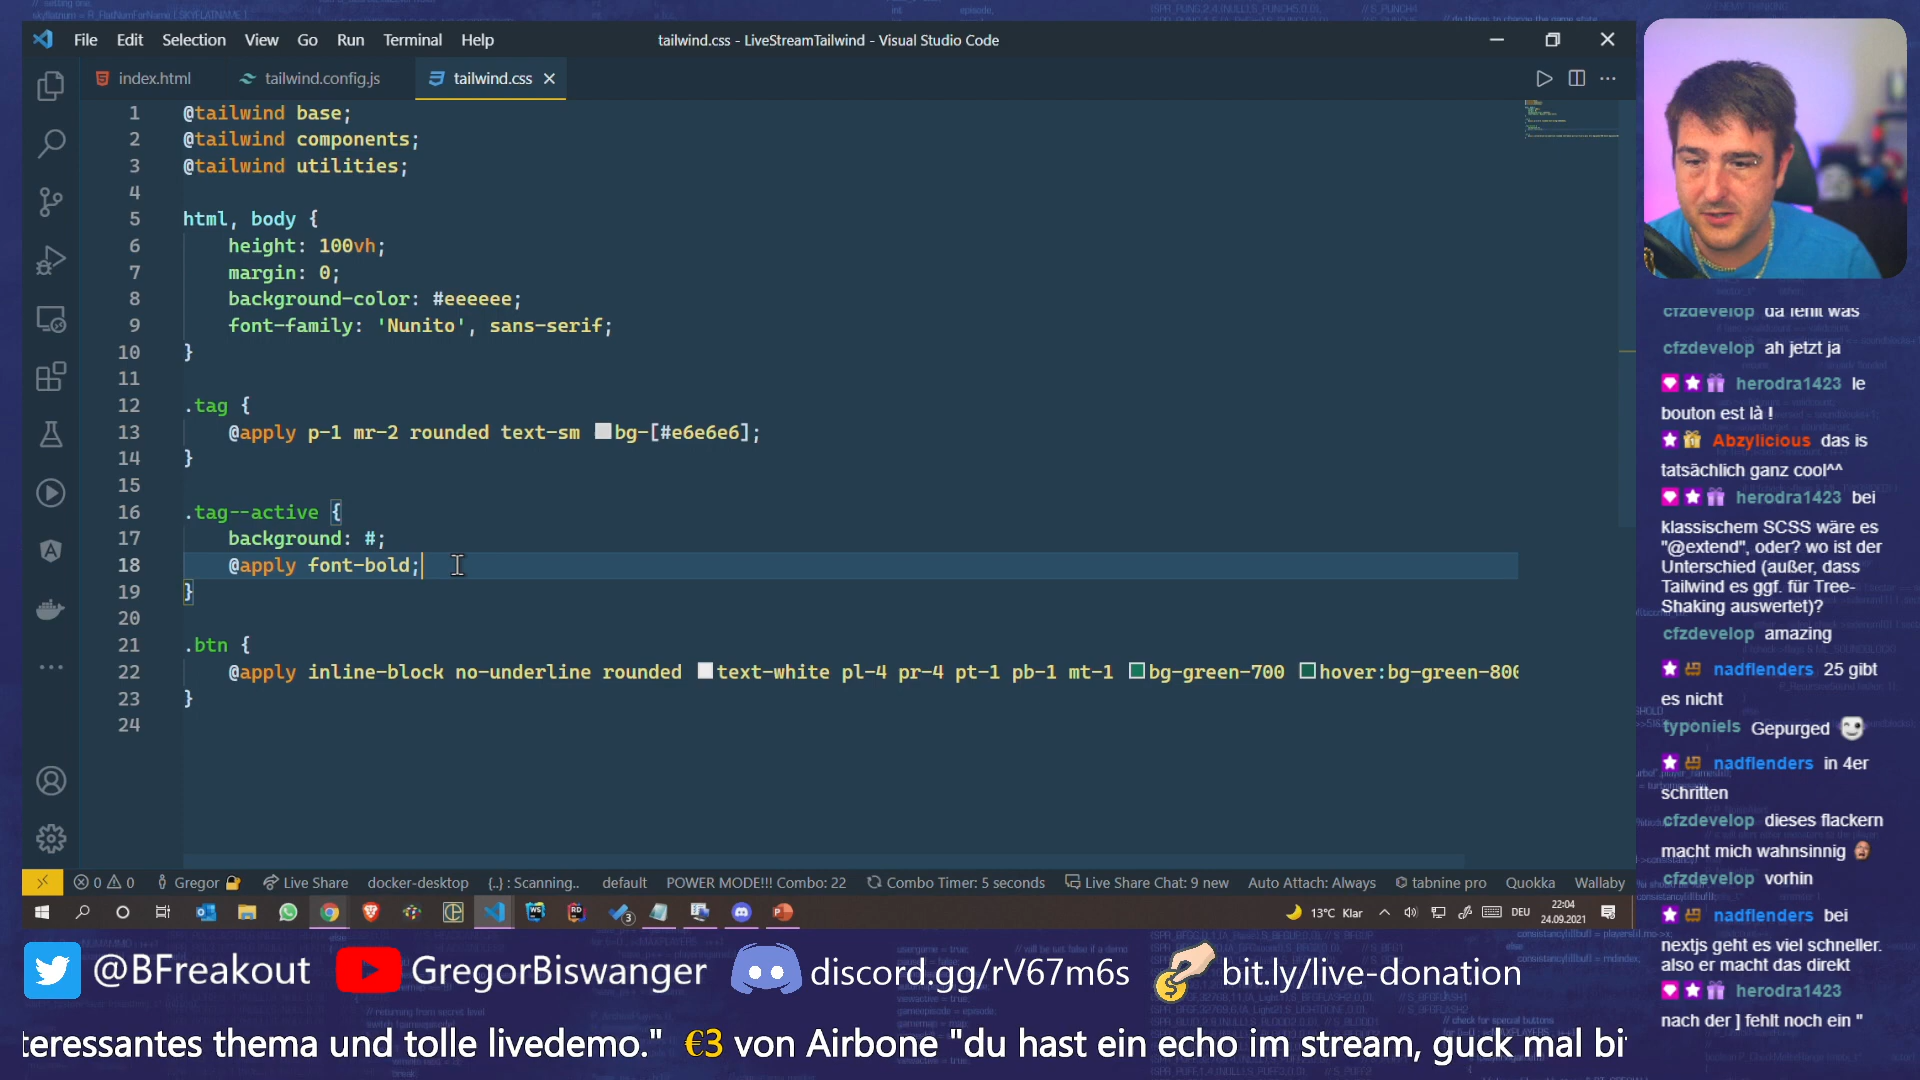 File Edit Selection View Go Run Terminal Help
tailwind.css - LiveStreamTailwind - Visual Studio Code
index.html
tailwind.config.js
tailwind.css
1 @tailwind base;
2 @tailwind components;
3 @tailwind utilities;
4
5 html, body {
6 height: 100vh;
7 margin: 0;
8 background-color: #eeeeee;
9 font-family: 'Nunito', sans-serif;
10 }
11
12 .tag {
13 @apply p-1 mr-2 rounded text-sm bg-[#e6e6e6];
14 }
15
16 .tag--active {
17 background: #;
18 @apply font-bold;
19 }
20
21 .btn {
22 @apply inline-block no-underline rounded text-white pl-4 pr-4 pt-1 pb-1 mt-1 bg-green-700 hover:bg-green-800
23 }
24
0 0 Gregor Live Share docker-desktop {..} : Scanning.. default POWER MODE!!! Combo: 22 Combo Timer: 5 seconds Live Share Chat: 9 new Auto Attach: Always tabnine pro Quokka Wallaby
3
13°C Klar
DEU
22:04
24.09.2021
cfzdevelop da fehlt was
cfzdevelop ah jetzt ja
herodra1423 le
bouton est là !
Abzylicious das is
tatsächlich ganz cool^^
herodra1423 bei
klassischem SCSS wäre es
"@extend", oder? wo ist der
Unterschied (außer, dass
Tailwind es ggf. für Tree-
Shaking auswertet)?
cfzdevelop amazing
nadflenders 25 gibt
es nicht
typoniels Gepurged
nadflenders in 4er
schritten
cfzdevelop dieses flackern
macht mich wahnsinnig
cfzdevelop vorhin
nadflenders bei
nextjs geht es viel schneller.
also er macht das direkt
herodra1423
nach der ] fehlt noch ein "
@BFreakout
GregorBiswanger
discord.gg/rV67m6s
bit.ly/live-donation
teressantes thema und tolle livedemo." €3 von Airbone "du hast ein echo im stream, guck mal bi